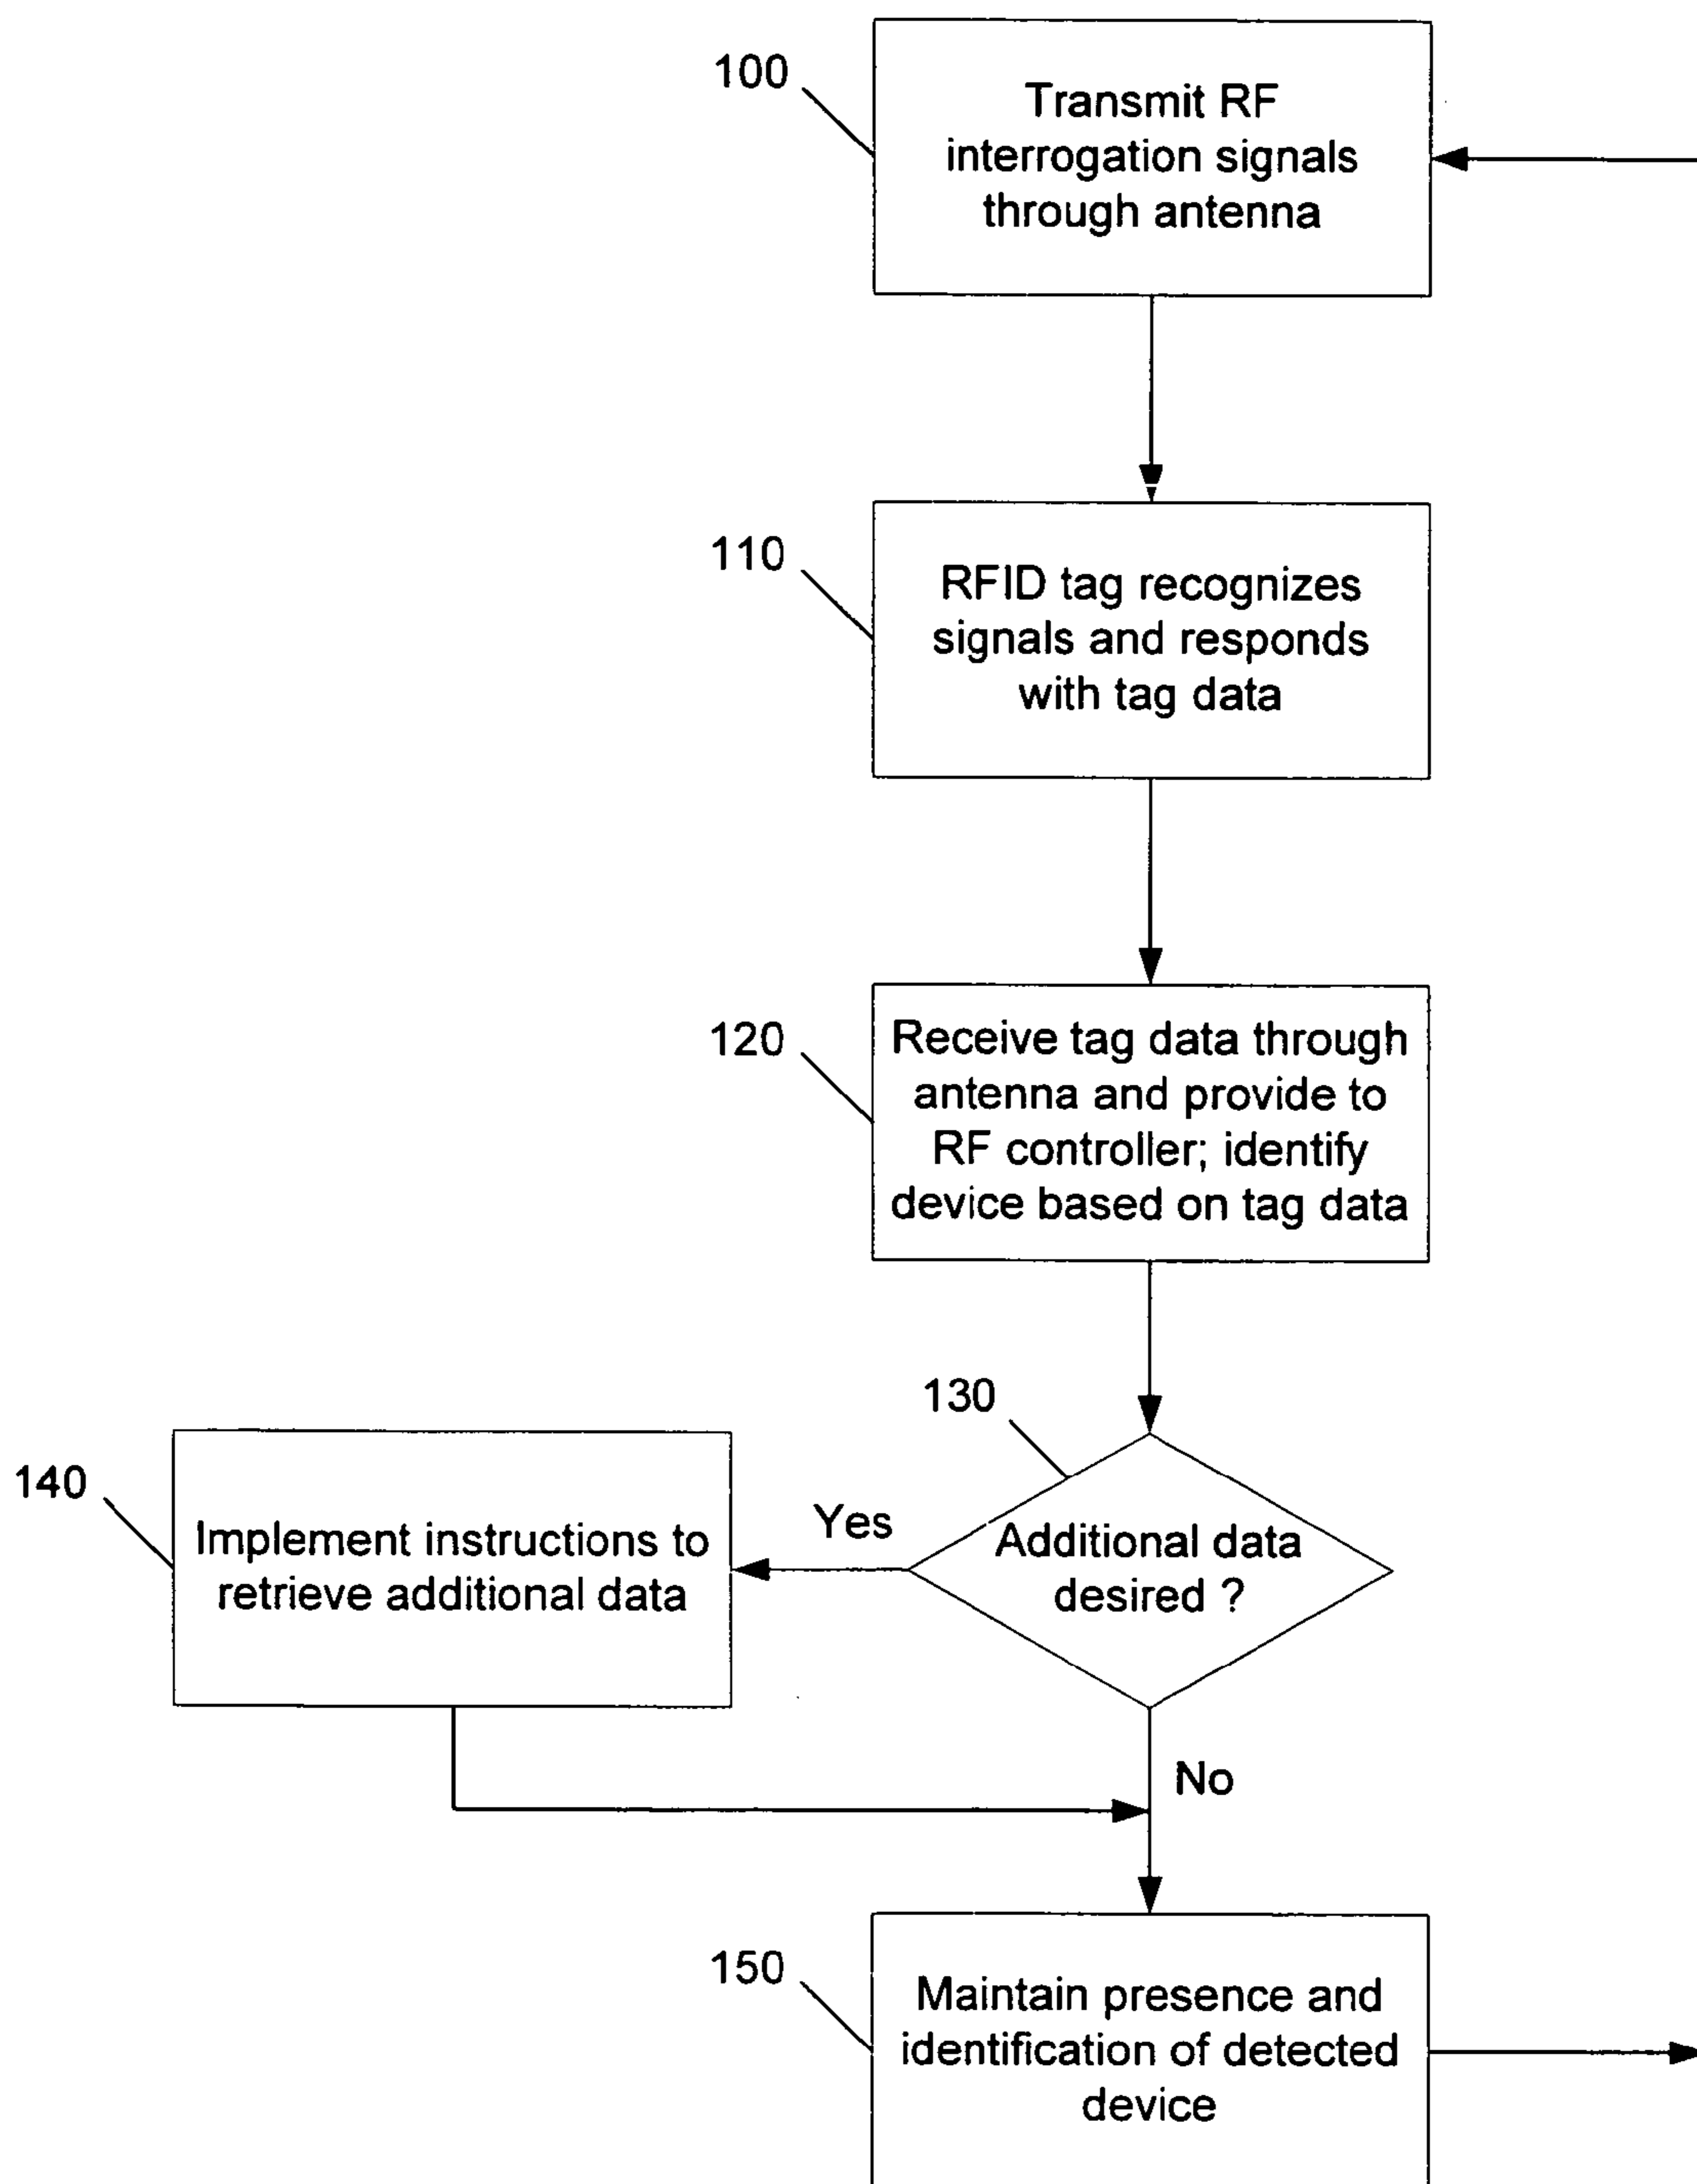 100
Transmit RF
interrogation signals
through antenna
110
RFID tag recognizes
signals and responds
with tag data
120
Receive tag data through
antenna and provide to
RF controller; identify
device based on tag data
130
Additional data
desired ?
Yes
140
Implement instructions to
retrieve additional data
No
150
Maintain presence and
identification of detected
device